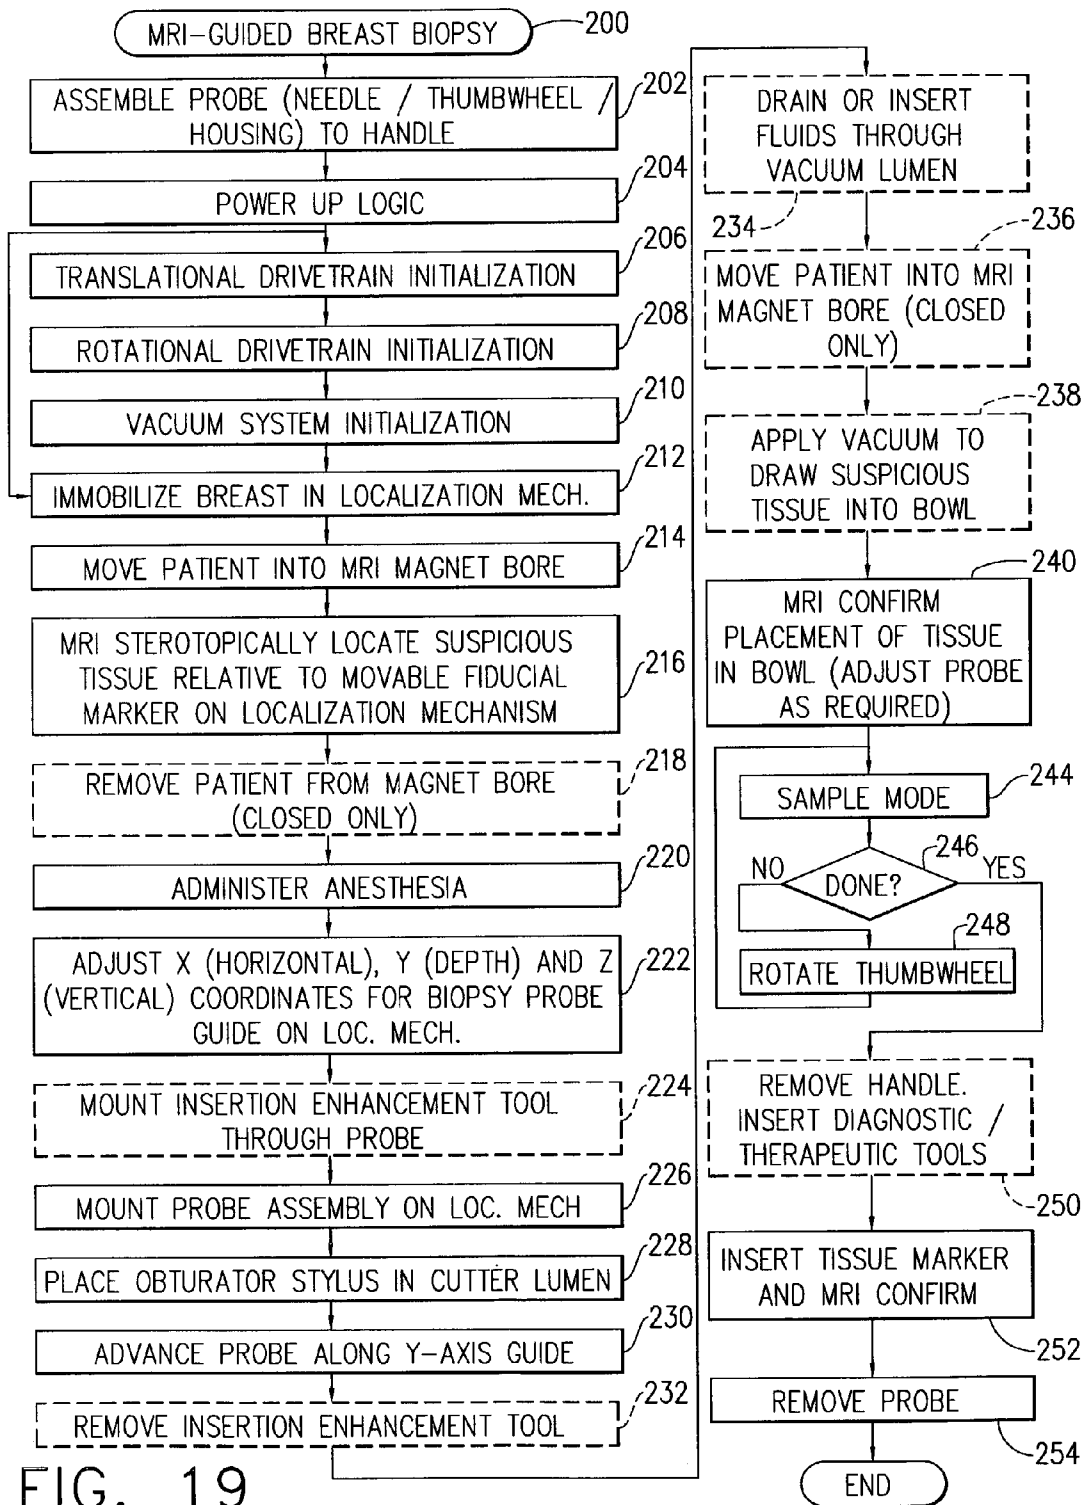 MRI-GUIDED BREAST BIOPSY
200
ASSEMBLE PROBE (NEEDLE / THUMBWHEEL /
HOUSING) TO HANDLE
202
POWER UP LOGIC
204
TRANSLATIONAL DRIVETRAIN INITIALIZATION
206
ROTATIONAL DRIVETRAIN INITIALIZATION
208
VACUUM SYSTEM INITIALIZATION
210
IMMOBILIZE BREAST IN LOCALIZATION MECH.
212
MOVE PATIENT INTO MRI MAGNET BORE
214
MRI STEROTOPICALLY LOCATE SUSPICIOUS
TISSUE RELATIVE TO MOVABLE FIDUCIAL
MARKER ON LOCALIZATION MECHANISM
216
REMOVE PATIENT FROM MAGNET BORE
(CLOSED ONLY)
218
ADMINISTER ANESTHESIA
220
ADJUST X (HORIZONTAL), Y (DEPTH) AND Z
(VERTICAL) COORDINATES FOR BIOPSY PROBE
GUIDE ON LOC. MECH.
222
MOUNT INSERTION ENHANCEMENT TOOL
THROUGH PROBE
224
MOUNT PROBE ASSEMBLY ON LOC. MECH
226
PLACE OBTURATOR STYLUS IN CUTTER LUMEN
228
ADVANCE PROBE ALONG Y-AXIS GUIDE
230
REMOVE INSERTION ENHANCEMENT TOOL
232
DRAIN OR INSERT
FLUIDS THROUGH
VACUUM LUMEN
234
MOVE PATIENT INTO MRI
MAGNET BORE (CLOSED
ONLY)
236
APPLY VACUUM TO
DRAW SUSPICIOUS
TISSUE INTO BOWL
238
MRI CONFIRM
PLACEMENT OF TISSUE
IN BOWL (ADJUST PROBE
AS REQUIRED)
240
SAMPLE MODE
244
NO
DONE?
YES
246
ROTATE THUMBWHEEL
248
REMOVE HANDLE.
INSERT DIAGNOSTIC /
THERAPEUTIC TOOLS
250
INSERT TISSUE MARKER
AND MRI CONFIRM
252
REMOVE PROBE
254
END
FIG. 19